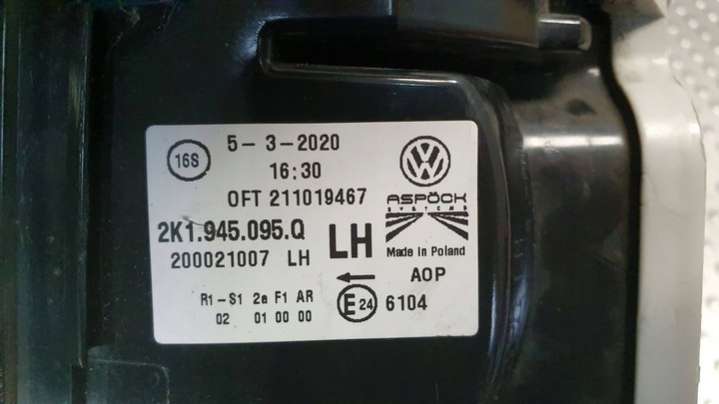 16S
5-3-2020
16:30
OFT 211019467
ASPÖCK
SYSTEMS
2K1.945.095.Q
LH
Made in Poland
200021007 LH
AOP
R1-S1 2a F1 AR
E24 6104
02 01 00 00